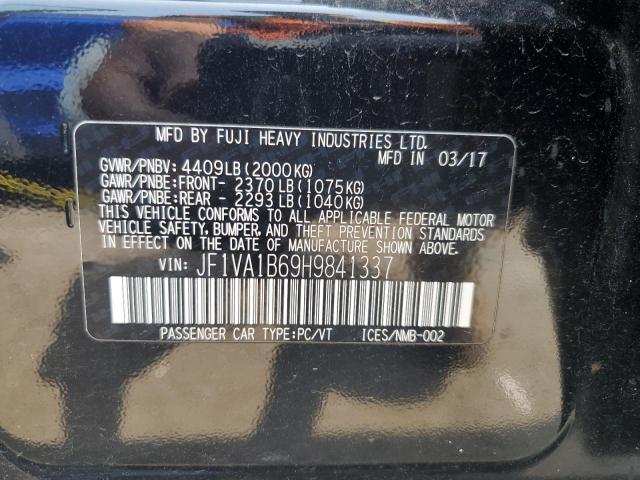 MFD BY FUJI HEAVY INDUSTRIES LTD.
MFD IN 03/17
GVWR/PNBV: 4409LB(2000KG)
GAWR/PNBE:FRONT- 2370LB(1075KG)
GAWR/PNBE:REAR - 2293LB(1040KG)
THIS VEHICLE CONFORMS TO ALL APPLICABLE FEDERAL MOTOR
VEHICLE SAFETY, BUMPER, AND THEFT PREVENTION STANDARDS
IN EFFECT ON THE DATE OF MANUFACTURE SHOWN ABOVE.
VIN: JF1VA1B69H9841337
PASSENGER CAR TYPE:PC/VT ICES/NMB-002